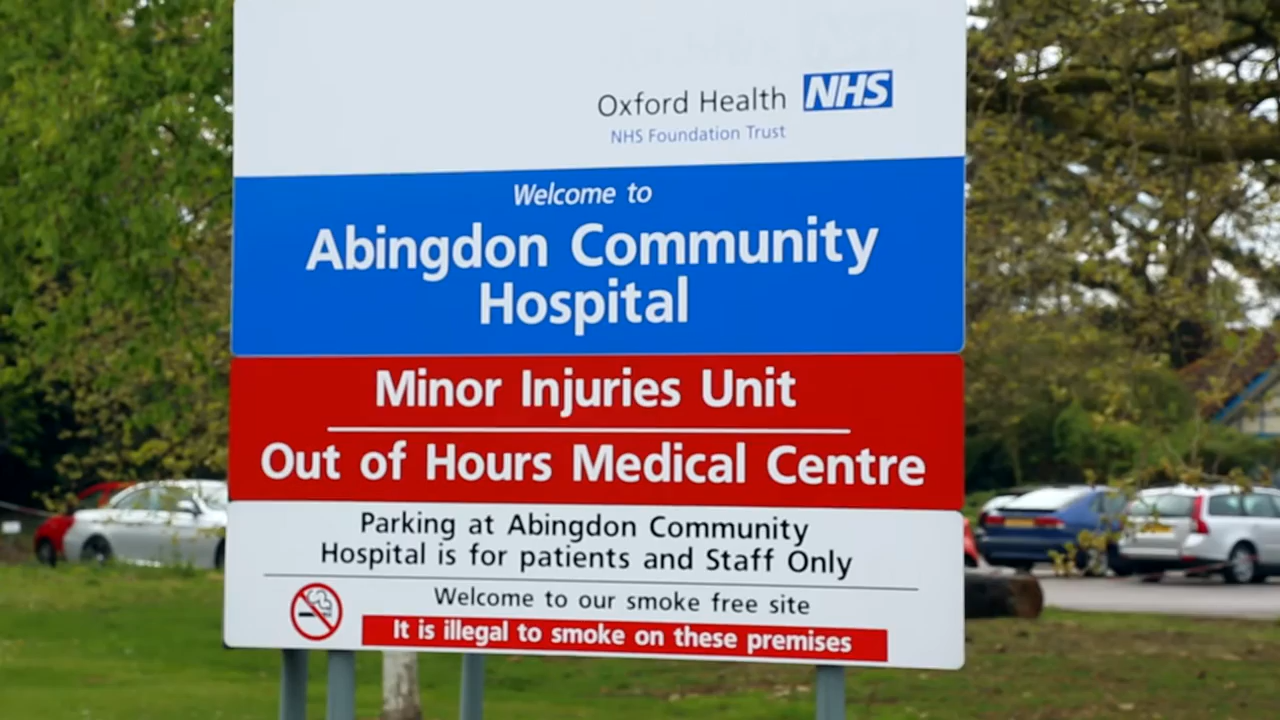 Oxford Health NHS
NHS Foundation Trust
Welcome to
Abingdon Community
Hospital
Minor Injuries Unit
Out of Hours Medical Centre
Parking at Abingdon Community
Hospital is for patients and Staff Only
Welcome to our smoke free site
It is illegal to smoke on these premises